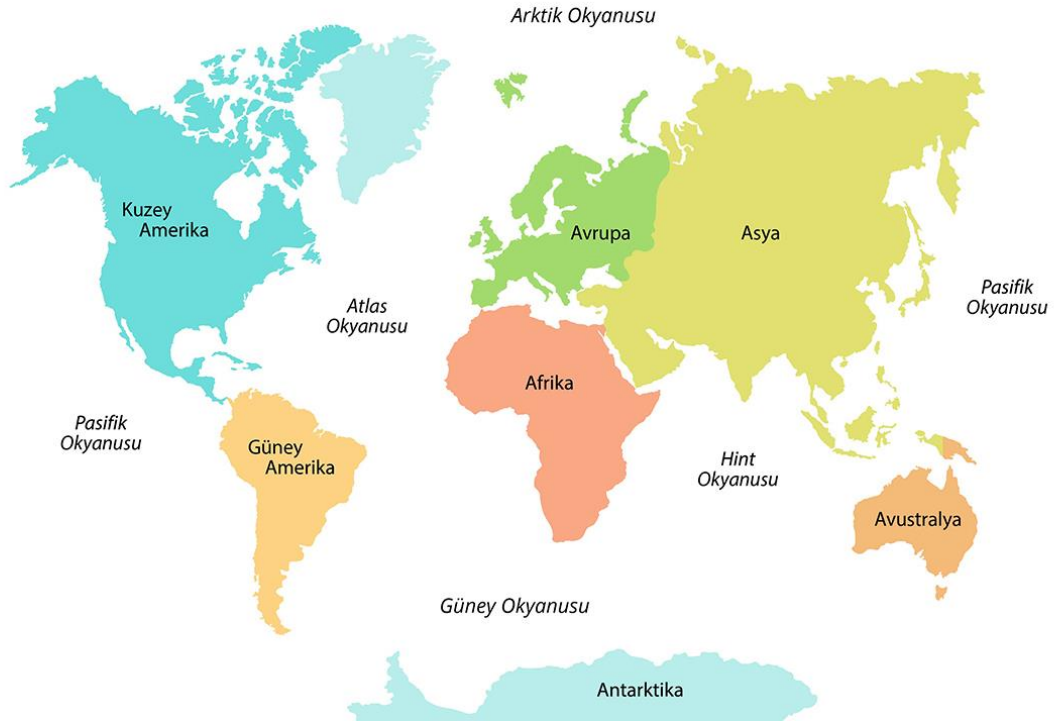 Arktik Okyanusu
Kuzey
Amerika
Avrupa
Asya
Atlas
Okyanusu
Pasifik
Okyanusu
Afrika
Pasifik
Okyanusu
Güney
Amerika
Hint
Okyanusu
Avustralya
Güney Okyanusu
Antarktika